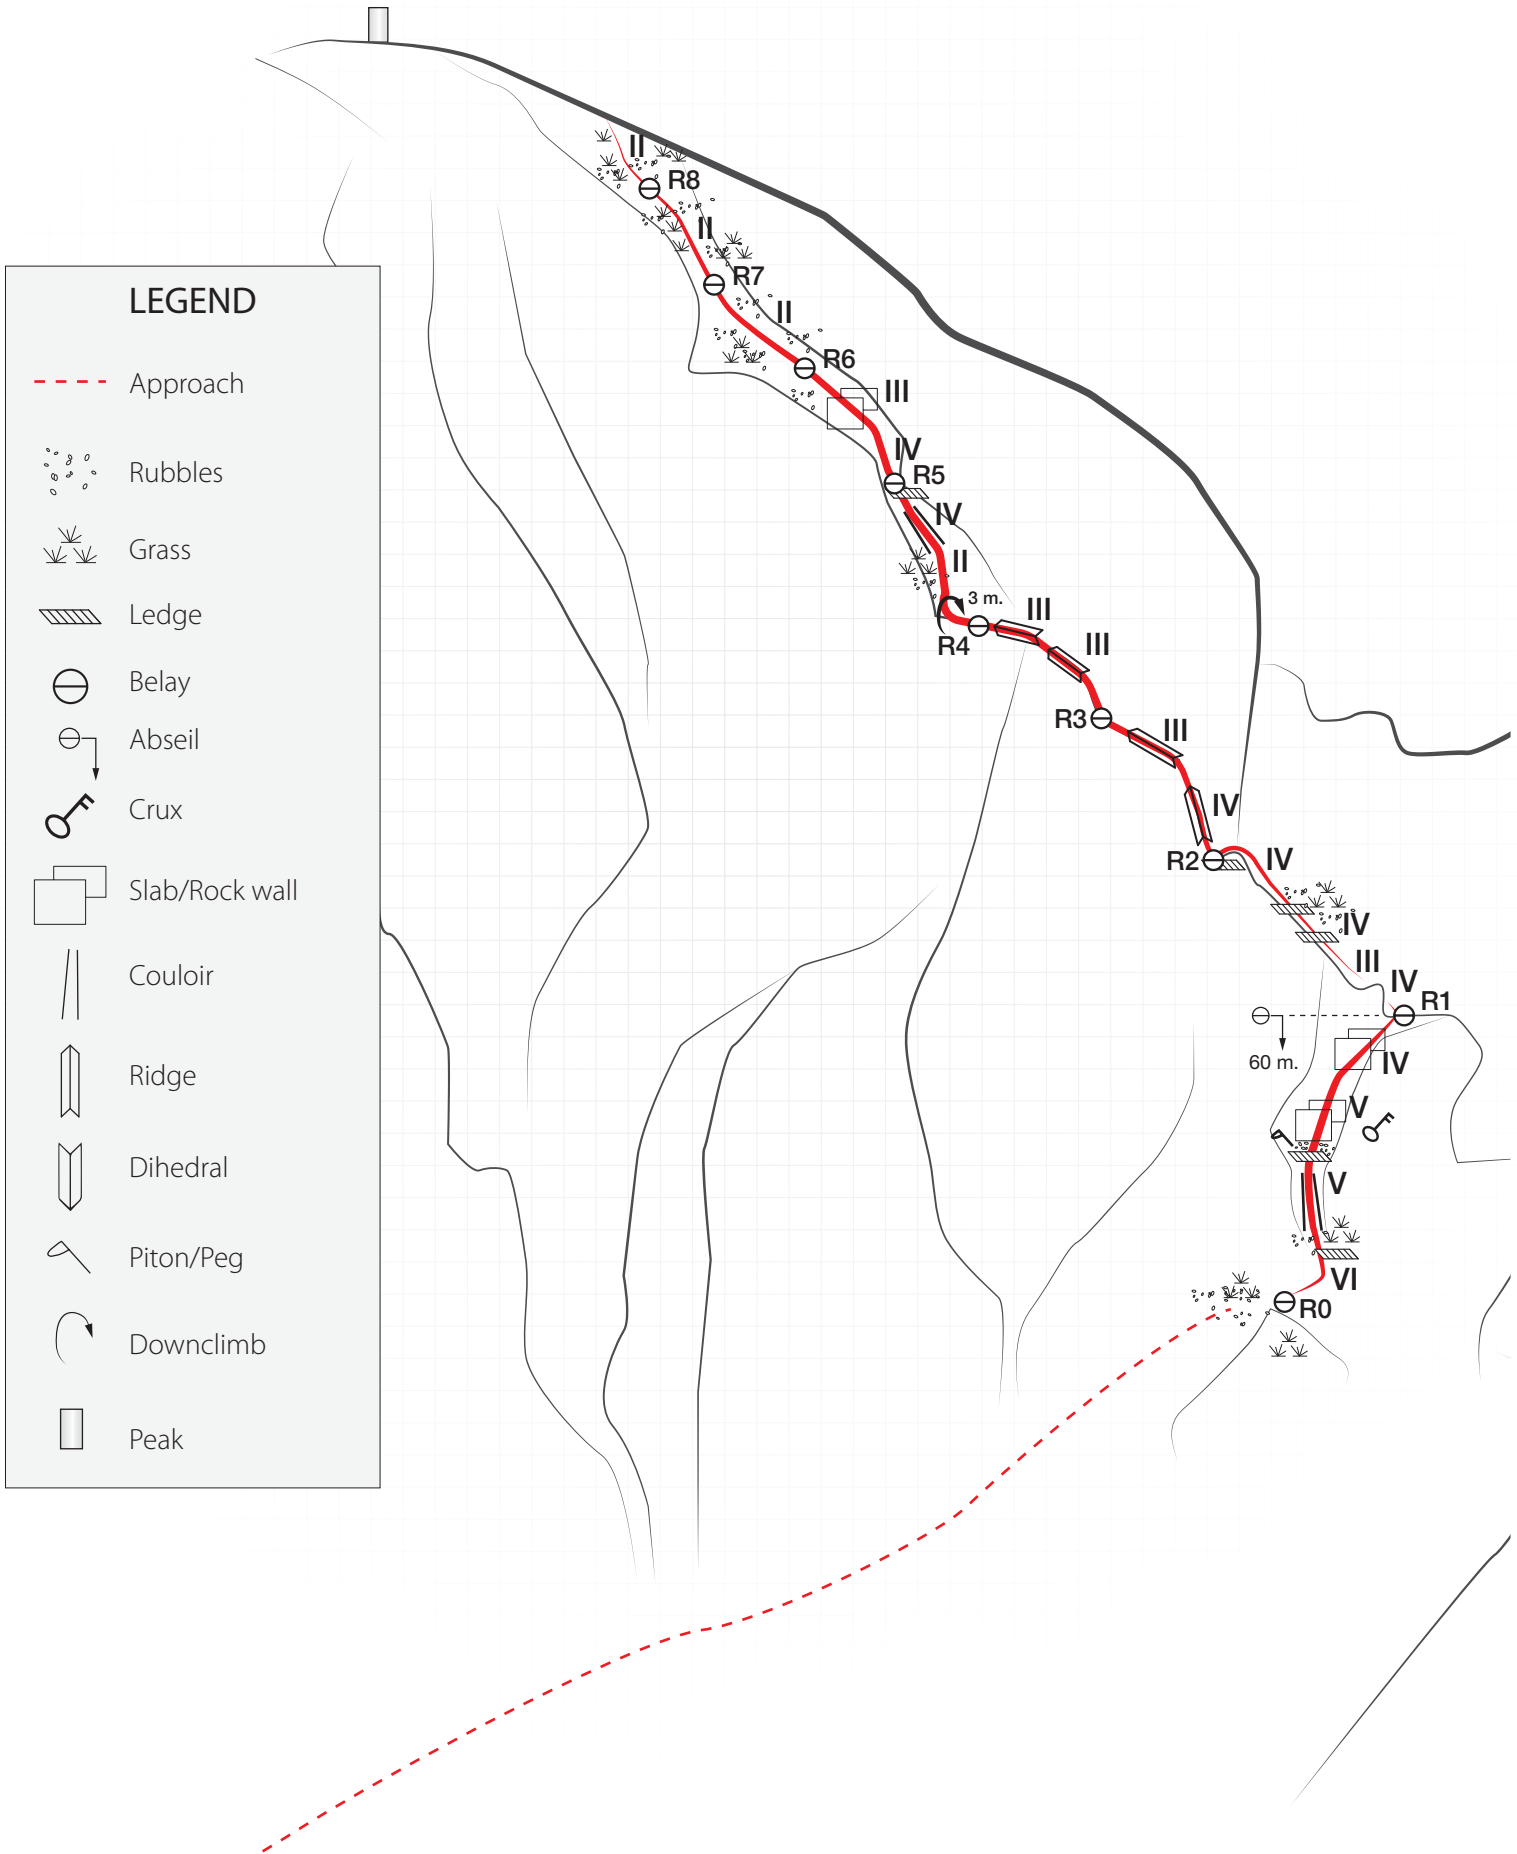 II
R8
II
R7
II
R6
III
IV
R5
IV
II
3 m.
III
R4
III
R3
III
IV
R2
IV
IV
III
IV
R1
60 m.
IV
V
V
VI
R0
LEGEND
Approach
Rubbles
Grass
Ledge
Belay
Abseil
Crux
Slab/Rock wall
Couloir
Ridge
Dihedral
Piton/Peg
Downclimb
Peak